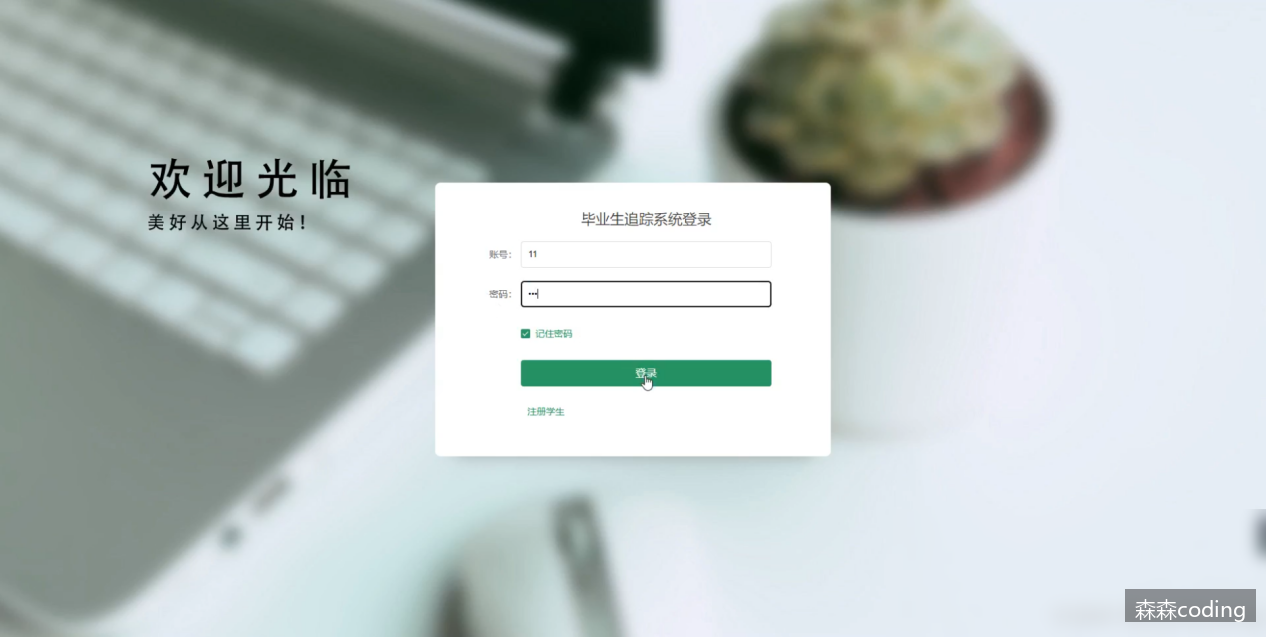 欢迎光临
美好从这里开始！
毕业生追踪系统登录
账号： 11
密码： •••
记住密码
登录
注册学生
森森coding